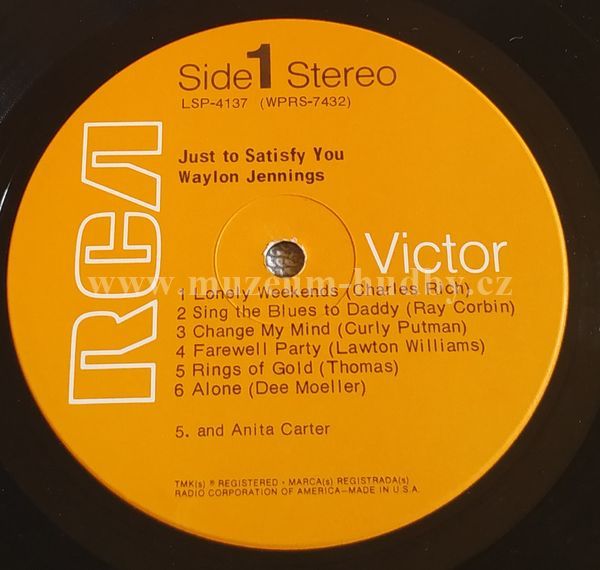 Side 1 Stereo
LSP-4137 (WPRS-7432)
Just to Satisfy You
Waylon Jennings
RCA
Victor
www.muzeum-hudby.cz
1 Lonely Weekends (Charles Rich)
2 Sing the Blues to Daddy (Ray Corbin)
3 Change My Mind (Curly Putman)
4 Farewell Party (Lawton Williams)
5 Rings of Gold (Thomas)
6 Alone (Dee Moeller)
5. and Anita Carter
TMK(s) ® REGISTERED • MARCA(s) REGISTRADA(s)
RADIO CORPORATION OF AMERICA—MADE IN U.S.A.